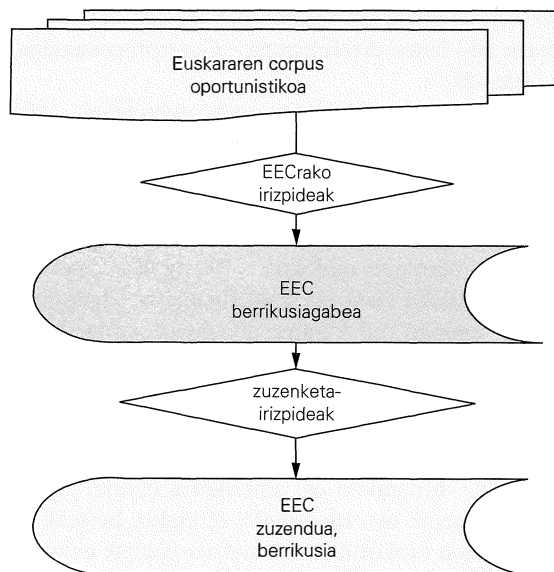 Euskararen corpus
oportunistikoa
EECrako
irizpideak
EEC
berrikusiagabea
zuzenketa-
irizpideak
EEC
zuzendua,
berrikusia